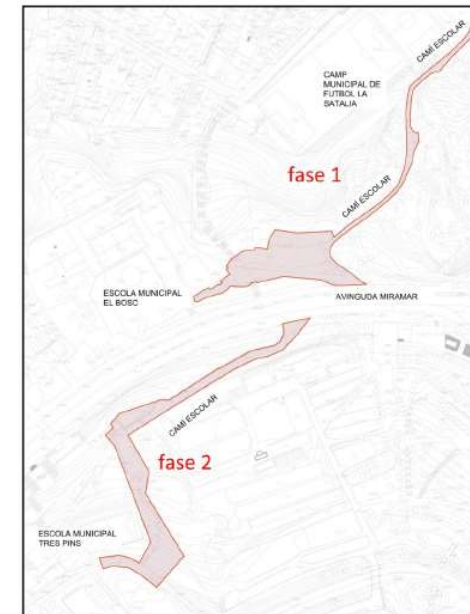 CAMÍ ESCOLAR
CAMP
MUNICIPAL DE
FUTBOL LA
SATALIA
fase 1
CAMÍ ESCOLAR
ESCOLA MUNICIPAL
EL BOSC
AVINGUDA MIRAMAR
CAMÍ ESCOLAR
fase 2
ESCOLA MUNICIPAL
TRES PINS